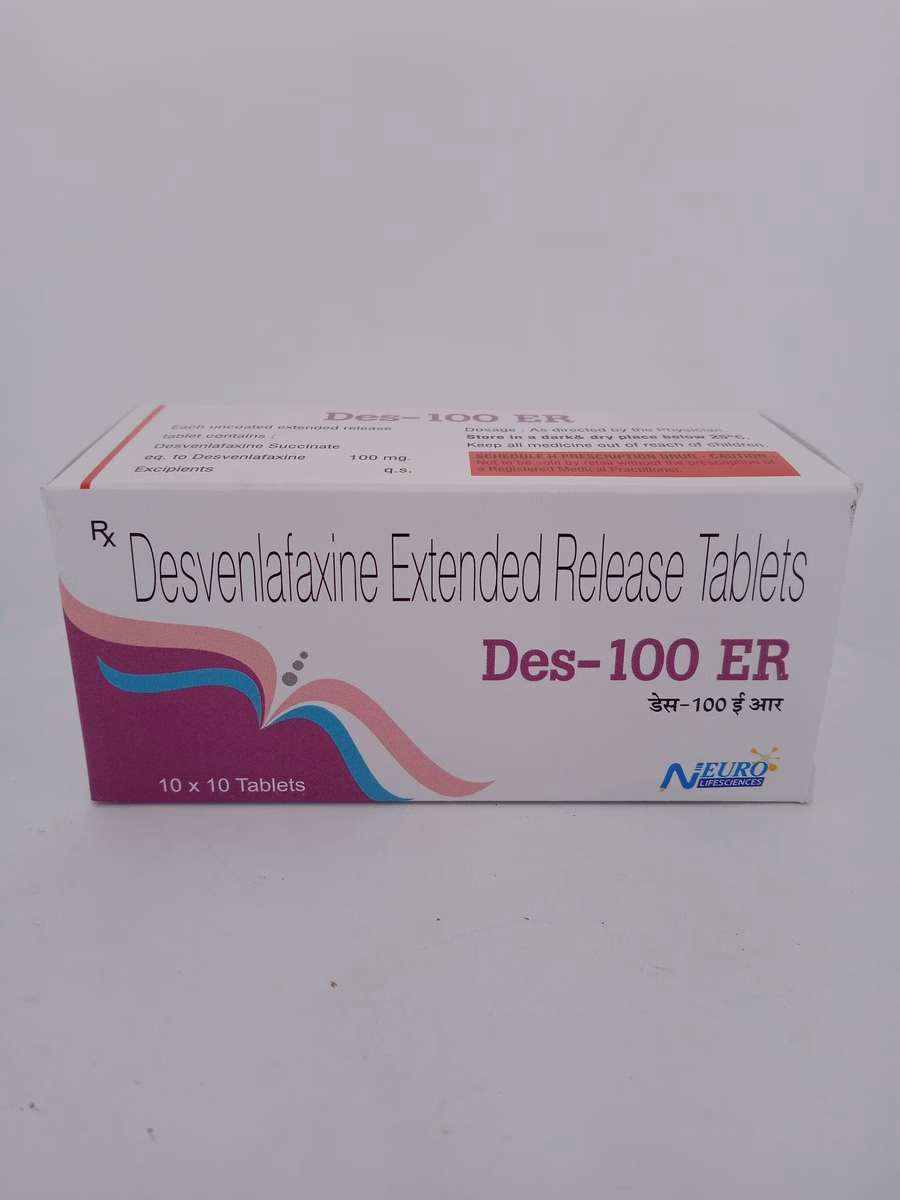 Des-100 ER
Each uncoated extended release
tablet contains :
Desvenlafaxine Succinate
eq. to Desvenlafaxine 100 mg.
Excipients q.s.
Dosage : As directed by the Physician.
Store in a dark& dry place below 25°C.
Keep all medicine out of reach of children.
SCHEDULE H PRESCRIPTION DRUG - CAUTION
Not to be sold by retail without the prescription of
a Registered Medical Practitioner.
Rx Desvenlafaxine Extended Release Tablets
Des-100 ER
डेस-100 ई आर
10 x 10 Tablets
NEURO
LIFESCIENCES